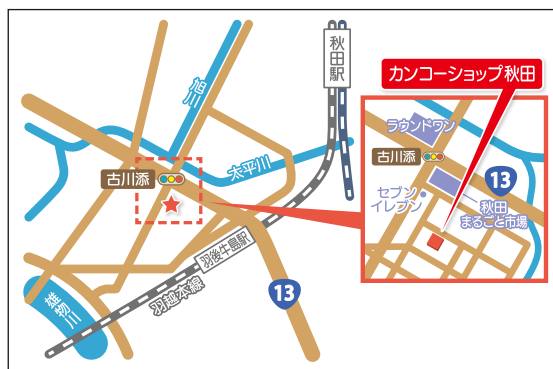 秋田駅
旭川
太平川
古川添
羽後牛島駅
羽越本線
雄物川
13
カンコーショップ秋田
ラウンドワン
古川添
13
セブン
イレブン
秋田
まるごと市場